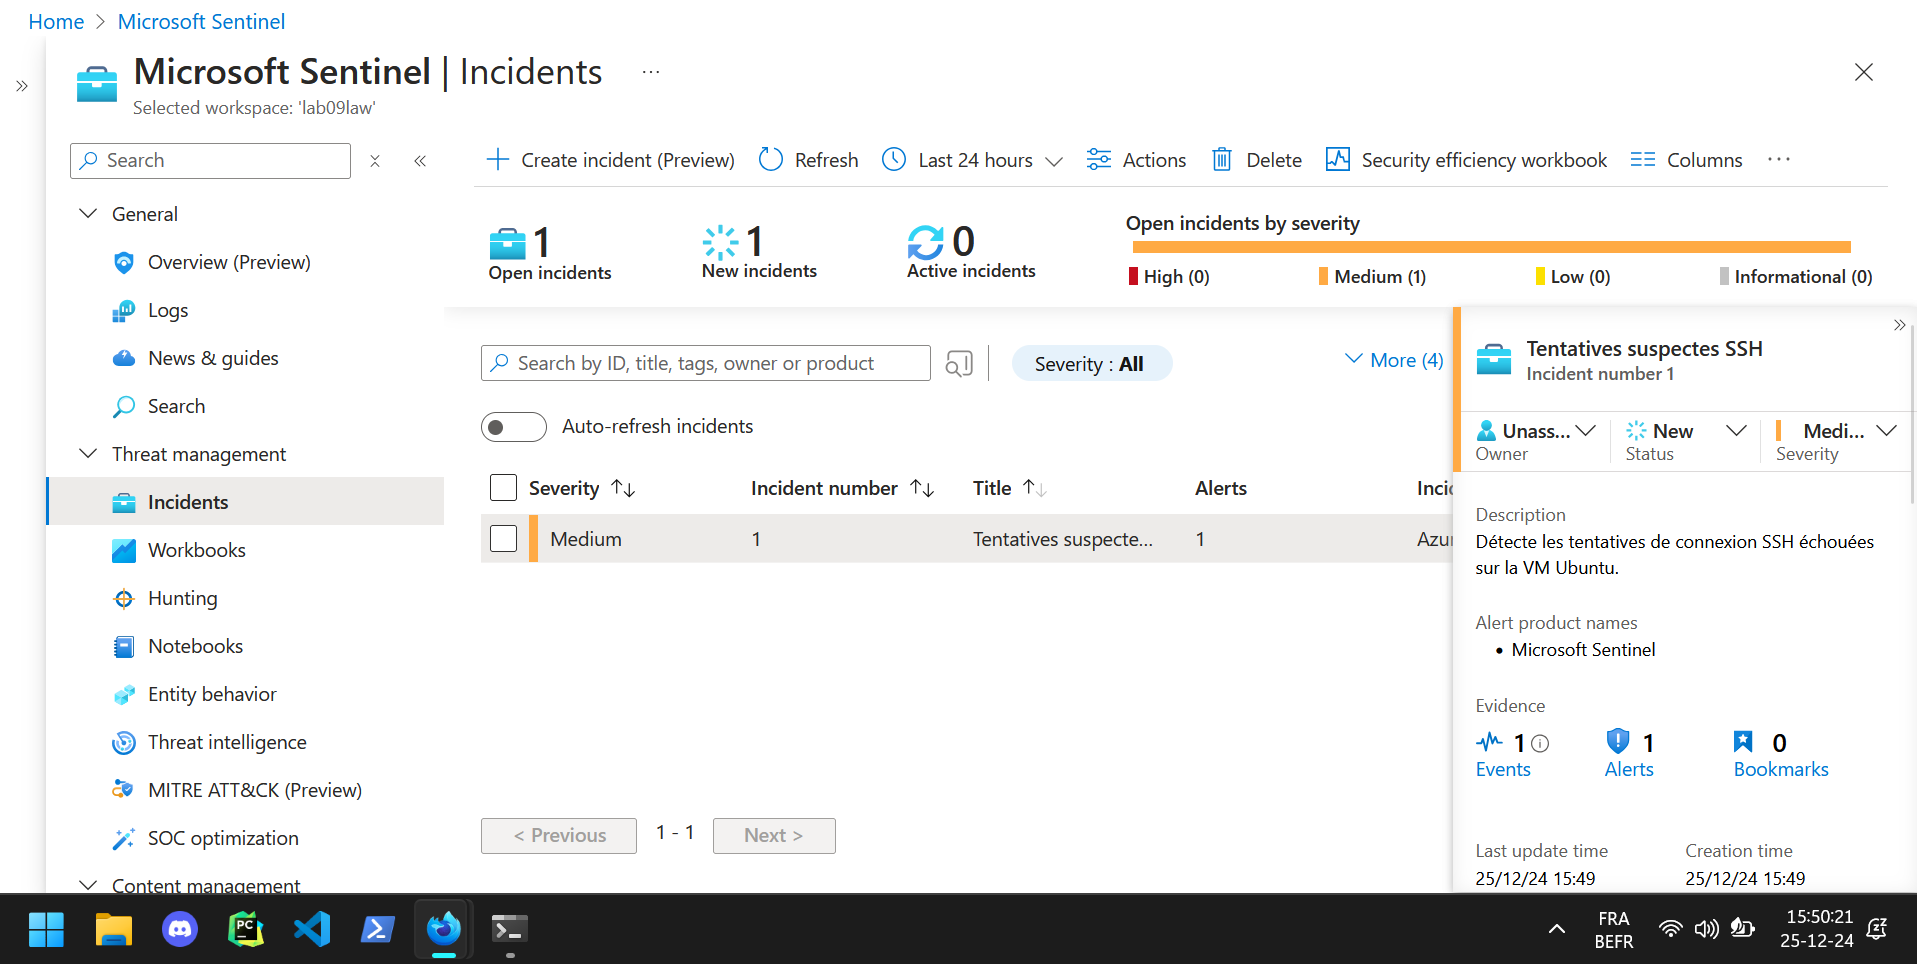 Home > Microsoft Sentinel
Microsoft Sentinel | Incidents ...
Selected workspace: 'lab09law'
Search
General
Overview (Preview)
Logs
News & guides
Search
Threat management
Incidents
Workbooks
Hunting
Notebooks
Entity behavior
Threat intelligence
MITRE ATT&CK (Preview)
SOC optimization
Content management
Create incident (Preview) Refresh Last 24 hours Actions Delete Security efficiency workbook Columns ...
1
Open incidents
1
New incidents
0
Active incidents
Open incidents by severity
High (0) Medium (1) Low (0) Informational (0)
Search by ID, title, tags, owner or product
Severity : All
More (4)
Auto-refresh incidents
Severity Incident number Title Alerts Inci
Medium 1 Tentatives suspecte... 1 Azu
< Previous 1 - 1 Next >
Tentatives suspectes SSH
Incident number 1
Unass... New Medi...
Owner Status Severity
Description
Détecte les tentatives de connexion SSH échouées
sur la VM Ubuntu.
Alert product names
• Microsoft Sentinel
Evidence
1 1 0
Events Alerts Bookmarks
Last update time Creation time
25/12/24 15:49 25/12/24 15:49
PC
FRA
BEFR
15:50:21
25-12-24